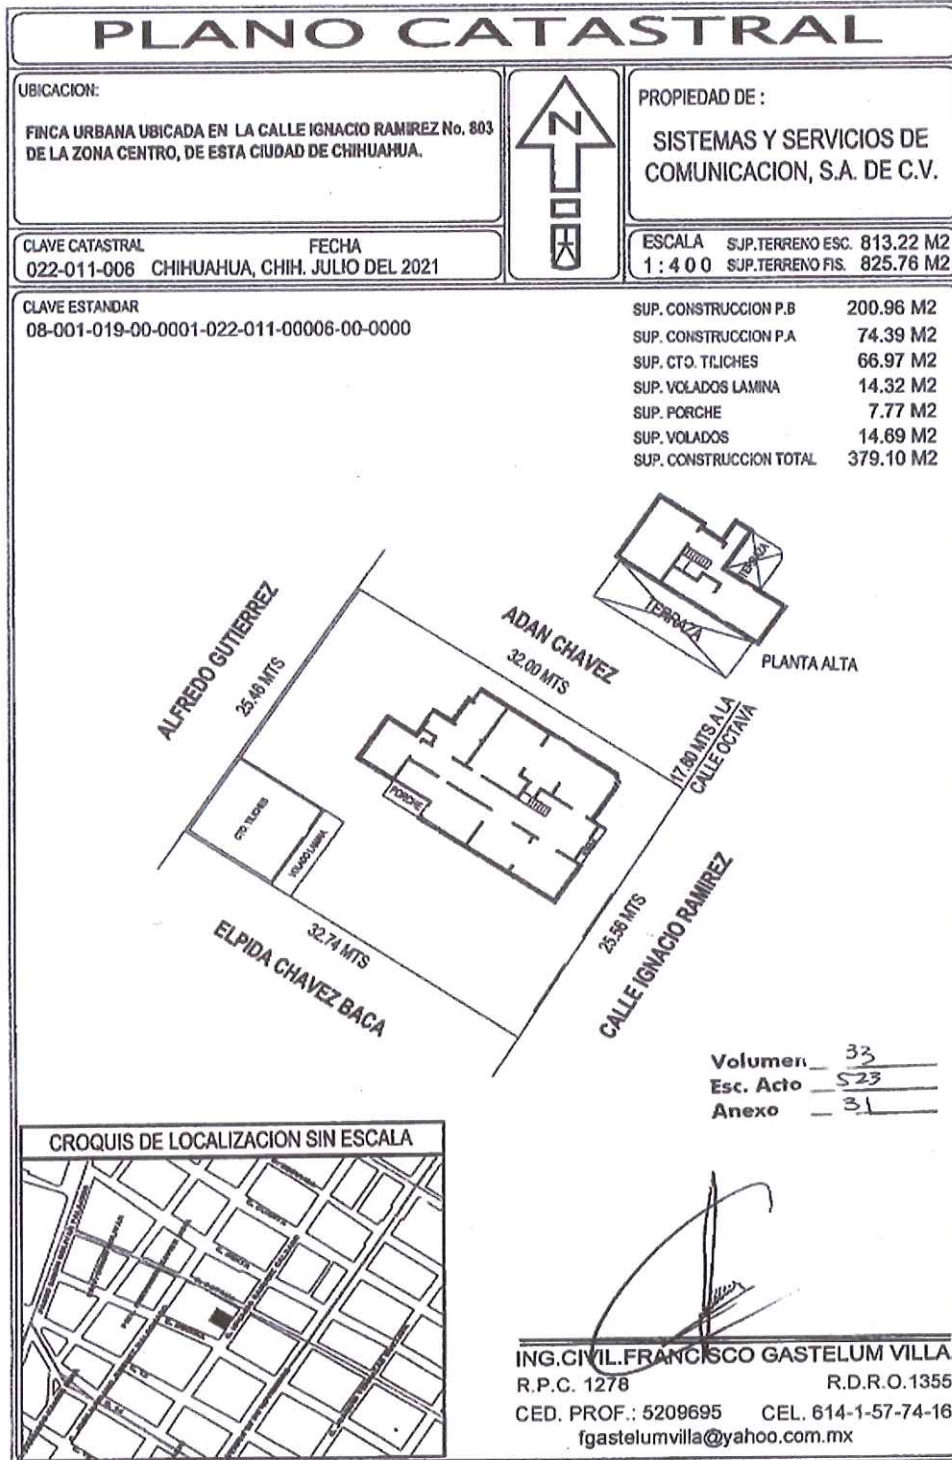 PLANO CATASTRAL
UBICACION:
FINCA URBANA UBICADA EN LA CALLE IGNACIO RAMIREZ No. 803
DE LA ZONA CENTRO, DE ESTA CIUDAD DE CHIHUAHUA.
N
PROPIEDAD DE :
SISTEMAS Y SERVICIOS DE
COMUNICACION, S.A. DE C.V.
CLAVE CATASTRAL FECHA
022-011-006 CHIHUAHUA, CHIH. JULIO DEL 2021
ESCALA SUP.TERRENO ESC. 813.22 M2
1:400 SUP.TERRENO FIS. 825.76 M2
CLAVE ESTANDAR
08-001-019-00-0001-022-011-00006-00-0000
SUP. CONSTRUCCION P.B 200.96 M2
SUP. CONSTRUCCION P.A 74.39 M2
SUP. CTO. TILICHES 66.97 M2
SUP. VOLADOS LAMINA 14.32 M2
SUP. PORCHE 7.77 M2
SUP. VOLADOS 14.69 M2
SUP. CONSTRUCCION TOTAL 379.10 M2
TERRAZA
TERRAZA
PLANTA ALTA
ALFREDO GUTIERREZ
25.46 MTS
ADAN CHAVEZ
32.00 MTS
17.80 MTS A LA
CALLE OCTAVA
PORCHE
CTO. TILICHES
VOLADO LAMINA
25.56 MTS
CALLE IGNACIO RAMIREZ
32.74 MTS
ELPIDA CHAVEZ BACA
Volumen 33
Esc. Acto 523
Anexo 31
CROQUIS DE LOCALIZACION SIN ESCALA
ING.CIVIL.FRANCISCO GASTELUM VILLA
R.P.C. 1278 R.D.R.O.1355
CED. PROF.: 5209695 CEL. 614-1-57-74-16
fgastelumvilla@yahoo.com.mx